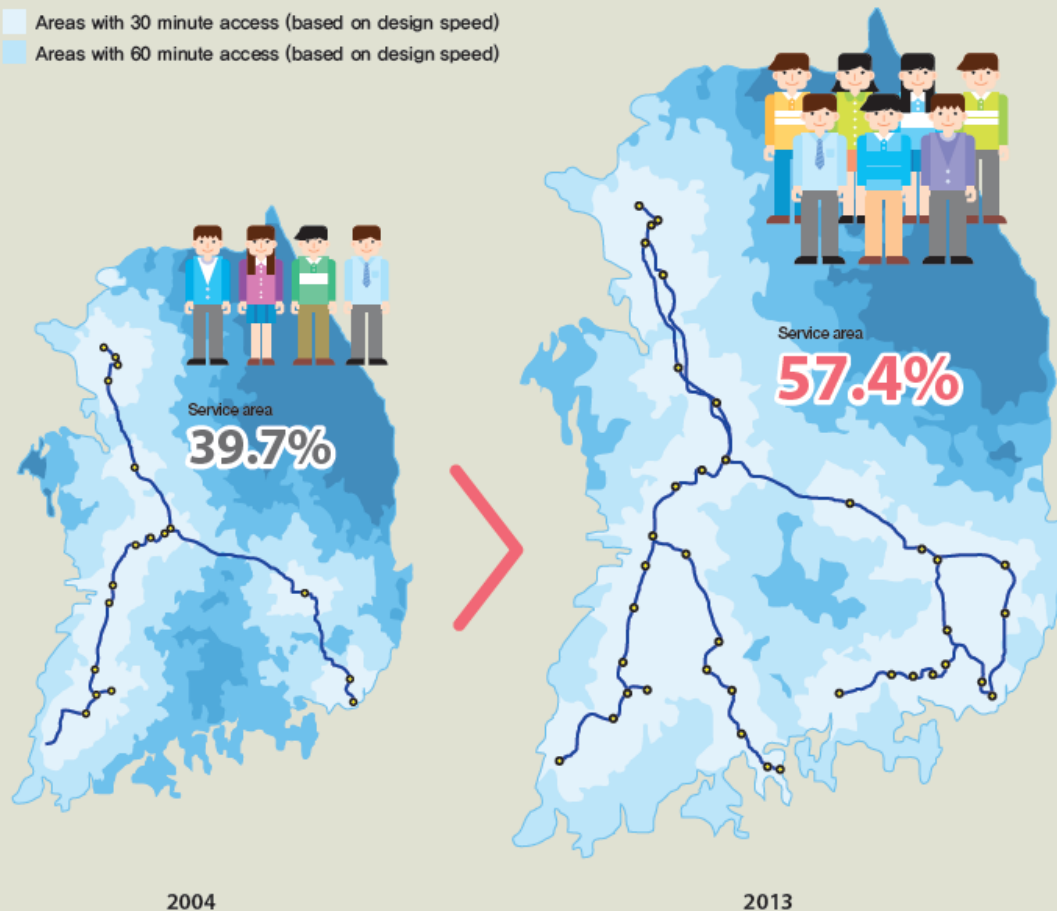 Areas with 30 minute access (based on design speed)
Areas with 60 minute access (based on design speed)
Service area
39.7%
Service area
57.4%
2004
2013